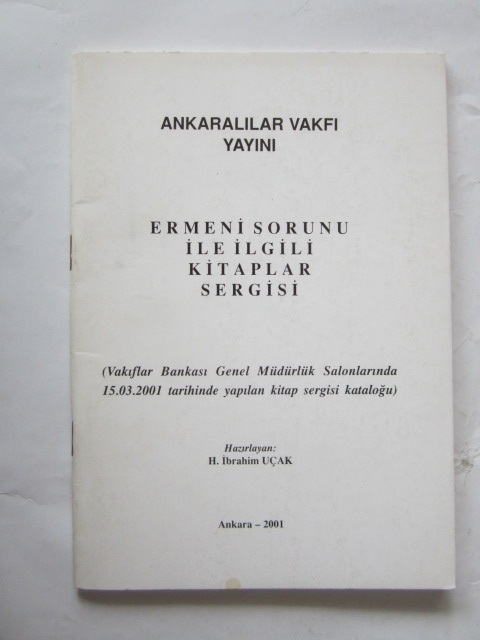 ANKARALILAR VAKFI
YAYINI
ERMENİ SORUNU
İLE İLGİLİ
KİTAPLAR
SERGİSİ
(Vakıflar Bankası Genel Müdürlük Salonlarında
15.03.2001 tarihinde yapılan kitap sergisi kataloğu)
Hazırlayan:
H. İbrahim UÇAK
Ankara – 2001